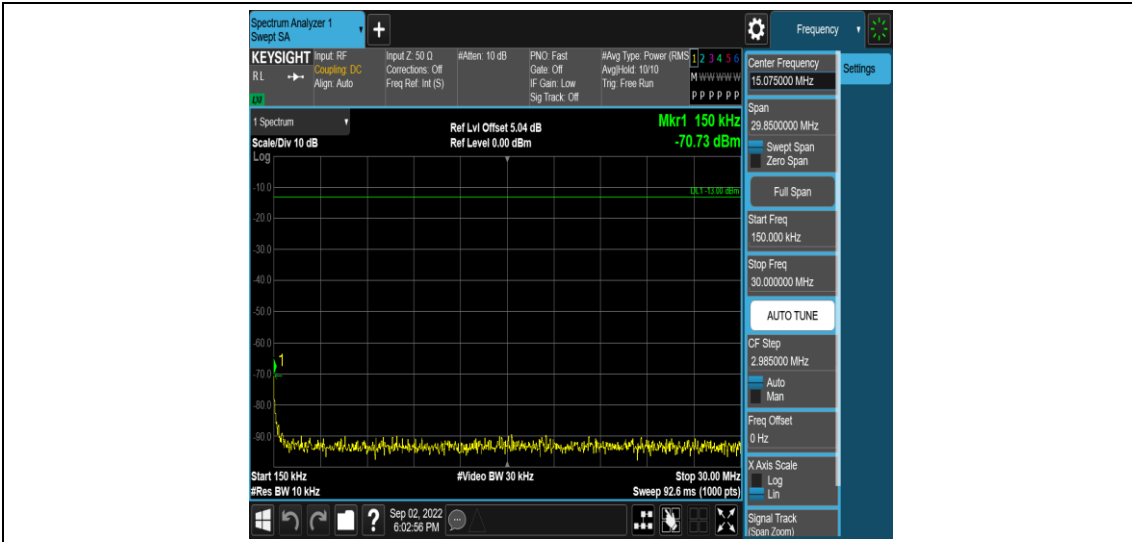 Spectrum Analyzer 1
Swept SA
+
Frequency
KEYSIGHT
RL
LXI
Input: RF
Coupling: DC
Align: Auto
Input Z: 50 Ω
Corrections: Off
Freq Ref: Int (S)
#Atten: 10 dB
PNO: Fast
Gate: Off
IF Gain: Low
Sig Track: Off
#Avg Type: Power (RMS
Avg|Hold: 10/10
Trig: Free Run
1 2 3 4 5 6
M W W W W W
P P P P P P
1 Spectrum
Scale/Div 10 dB
Ref Lvl Offset 5.04 dB
Ref Level 0.00 dBm
Mkr1 150 kHz
-70.73 dBm
Log
DL1 -13.00 dBm
-10.0
-20.0
-30.0
-40.0
-50.0
-60.0
1
-70.0
-80.0
-90.0
Start 150 kHz
#Res BW 10 kHz
#Video BW 30 kHz
Stop 30.00 MHz
Sweep 92.6 ms (1000 pts)
Center Frequency
15.075000 MHz
Settings
Span
29.8500000 MHz
Swept Span
Zero Span
Full Span
Start Freq
150.000 kHz
Stop Freq
30.000000 MHz
AUTO TUNE
CF Step
2.985000 MHz
Auto
Man
Freq Offset
0 Hz
X Axis Scale
Log
Lin
Signal Track
(Span Zoom)
?
Sep 02, 2022
6:02:56 PM